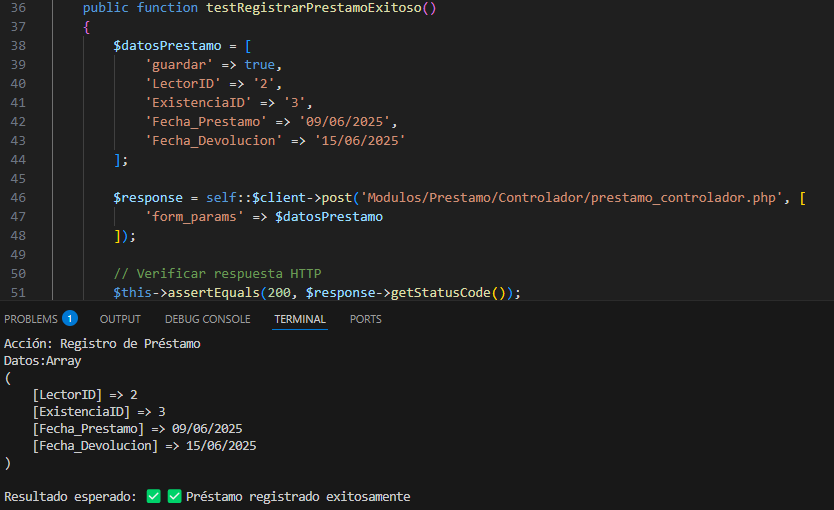 36 public function testRegistrarPrestamoExitoso()
37 {
38 $datosPrestamo = [
39 'guardar' => true,
40 'LectorID' => '2',
41 'ExistenciaID' => '3',
42 'Fecha_Prestamo' => '09/06/2025',
43 'Fecha_Devolucion' => '15/06/2025'
44 ];
45
46 $response = self::$client->post('Modulos/Prestamo/Controlador/prestamo_controlador.php', [
47 'form_params' => $datosPrestamo
48 ]);
49
50 // Verificar respuesta HTTP
51 $this->assertEquals(200, $response->getStatusCode());
PROBLEMS 1 OUTPUT DEBUG CONSOLE TERMINAL PORTS
Acción: Registro de Préstamo
Datos:Array
(
[LectorID] => 2
[ExistenciaID] => 3
[Fecha_Prestamo] => 09/06/2025
[Fecha_Devolucion] => 15/06/2025
)
Resultado esperado: ✅ ✅ Préstamo registrado exitosamente